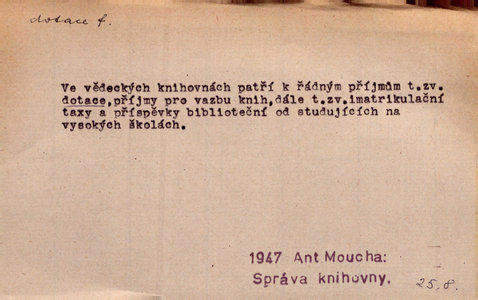 dotace f.
Ve vědeckých knihovnách patří k řádným příjmům t.zv.
dotace,příjmy pro vazbu knih,dále t.zv.imatrikulační
taxy a příspěvky biblioteční od studujících na
vysokých školách.
1947 Ant Moucha:
Správa knihovny.
25.8.